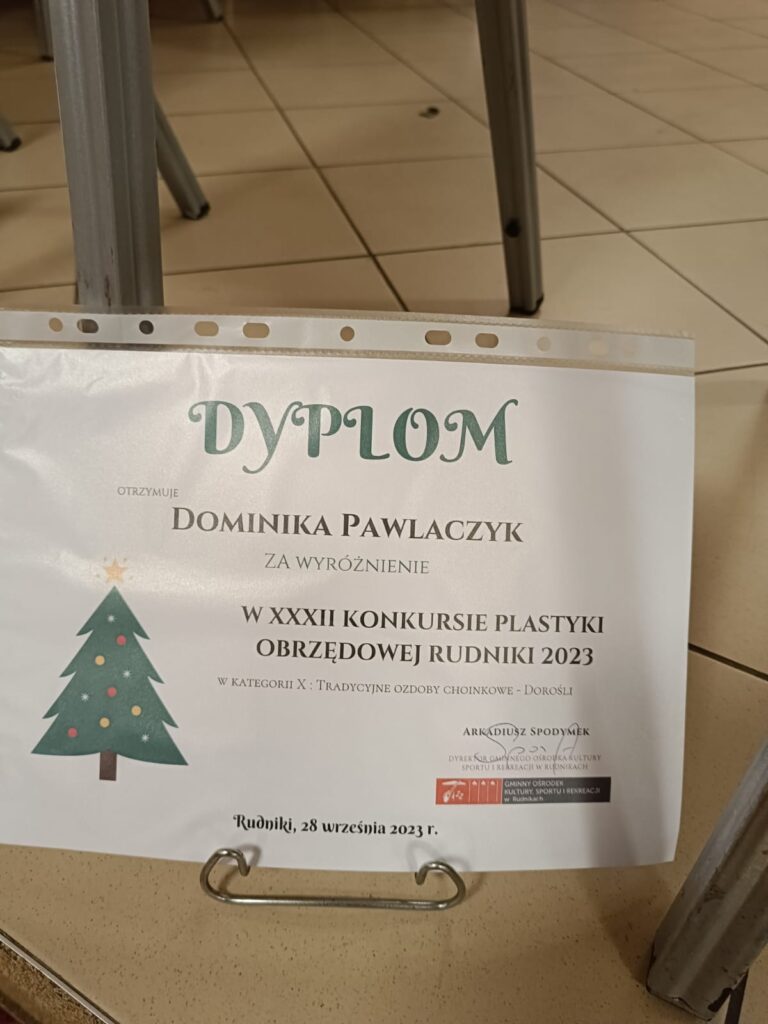 DYPLOM
OTRZYMUJE
DOMINIKA PAWLACZYK
ZA WYRÓŻNIENIE
W XXXII KONKURSIE PLASTYKI
OBRZĘDOWEJ RUDNIKI 2023
W KATEGORII X : TRADYCYJNE OZDOBY CHOINKOWE - DOROŚLI
ARKADIUSZ SPODYMEK
DYREKTOR GMINNEGO OŚRODKA KULTURY
SPORTU I REKREACJI W RUDNIKACH
GMINNY OŚRODEK
KULTURY, SPORTU I REKREACJI
w Rudnikach
Rudniki, 28 września 2023 r.